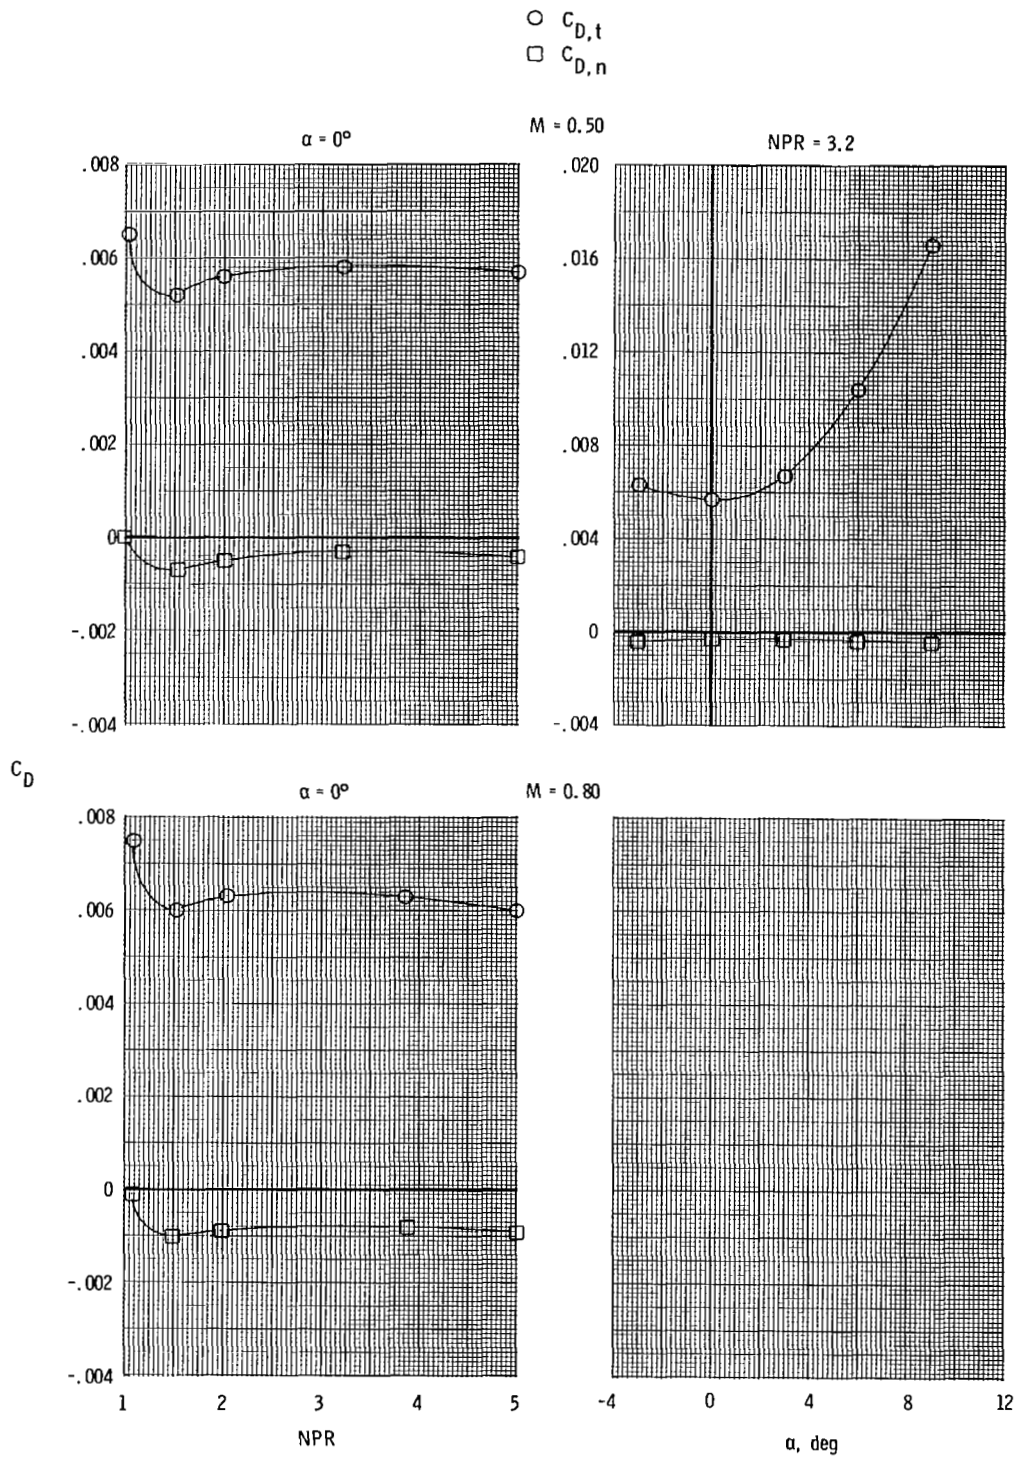 C_D,t
C_D,n
M = 0.50
α = 0°
NPR = 3.2
.008
.006
.004
.002
0
-.002
-.004
.020
.016
.012
.008
.004
0
-.004
C_D
α = 0°
M = 0.80
.008
.006
.004
.002
0
-.002
-.004
1 2 3 4 5
NPR
-4 0 4 8 12
α, deg